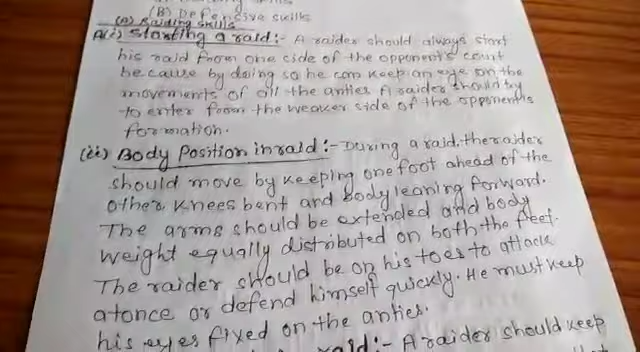 (B) Defensive skills
(A) Raiding skills
A(i) Starting a raid:- A raider should always start
his raid from one side of the opponent's court
because by doing so he can keep an eye on the
movements of all the anties A raider should try
to enter from the weaker side of the opponents
formation.
(ii) Body Position in raid:- During a raid, the raider
should move by keeping one foot ahead of the
other knees bent and body leaning forward.
The arms should be extended and body
weight equally distributed on both the feet.
The raider should be on his toes to attack
atonce or defend himself quickly. He must keep
his eyes fixed on the anties.
raid:- A raider should keep